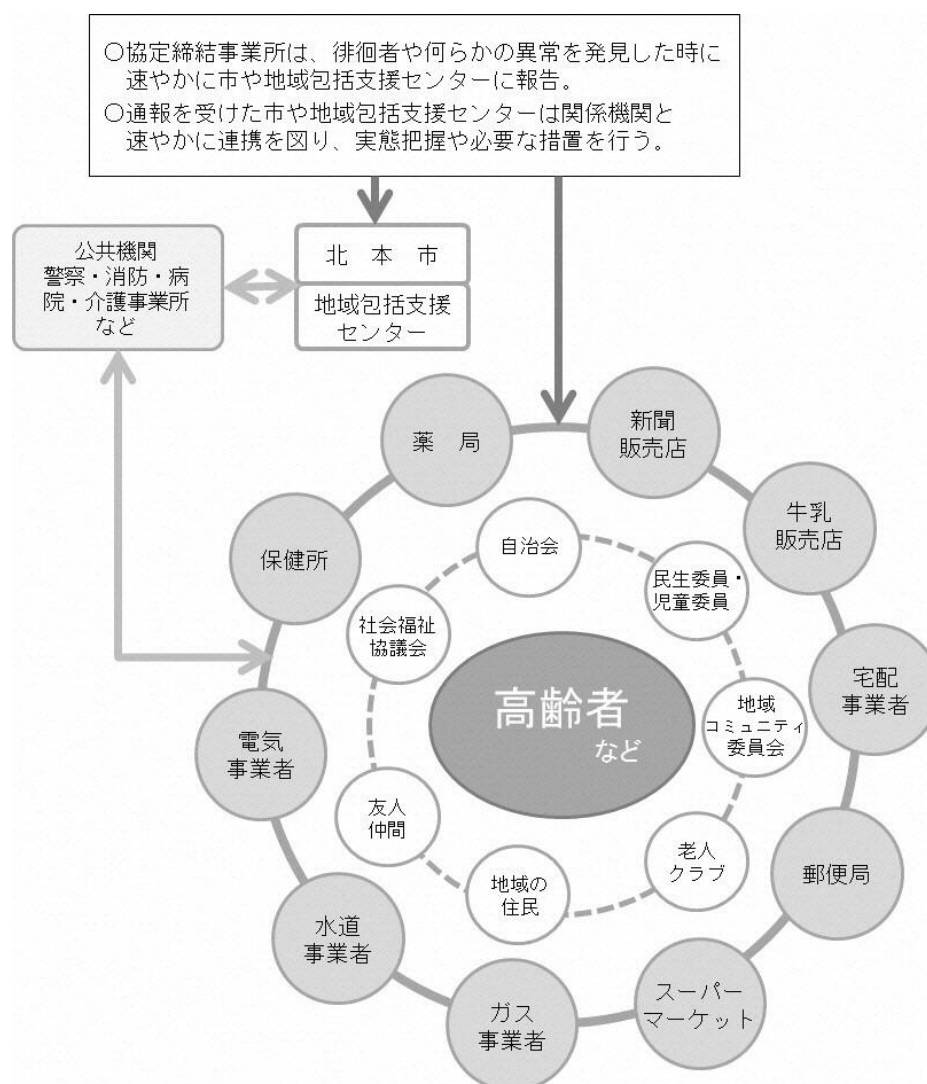 ○協定締結事業所は、徘徊者や何らかの異常を発見した時に
速やかに市や地域包括支援センターに報告。
○通報を受けた市や地域包括支援センターは関係機関と
速やかに連携を図り、実態把握や必要な措置を行う。
公共機関
警察・消防・病
院・介護事業所
など
北　本　市
地域包括支援
センター
薬　局
新聞
販売店
牛乳
販売店
保健所
自治会
民生委員・
児童委員
社会福祉
協議会
高齢者
など
地域
コミュニティ
委員会
宅配
事業者
電気
事業者
友人
仲間
老人
クラブ
地域の
住民
郵便局
水道
事業者
ガス
事業者
スーパー
マーケット